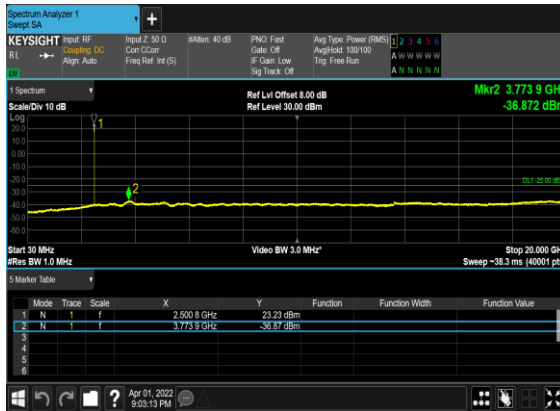 Spectrum Analyzer 1
Swept SA
+
KEYSIGHT
RL
Input: RF
Coupling: DC
Align: Auto
Input Z: 50 Ω
Corr CCorr
Freq Ref: Int (S)
#Atten: 40 dB
PNO: Fast
Gate: Off
IF Gain: Low
Sig Track: Off
Avg Type: Power (RMS)
Avg|Hold: 100/100
Trig: Free Run
1 2 3 4 5 6
A W W W W W
A N N N N N
1 Spectrum
Scale/Div 10 dB
Ref Lvl Offset 8.00 dB
Ref Level 30.00 dBm
Mkr2 3.773 9 GH
-36.872 dB
Log
20.0
10.0
0.00
-10.0
-20.0
-30.0
-40.0
-50.0
-60.0
1
2
DL1 -25.00 dB
Start 30 MHz
#Res BW 1.0 MHz
Video BW 3.0 MHz*
Stop 20.000 GH
Sweep ~38.3 ms (40001 pt
5 Marker Table
Mode Trace Scale X Y Function Function Width Function Value
1 N 1 f 2.500 8 GHz 23.23 dBm
2 N 1 f 3.773 9 GHz -36.87 dBm
3
4
5
6
?
Apr 01, 2022
9:03:13 PM